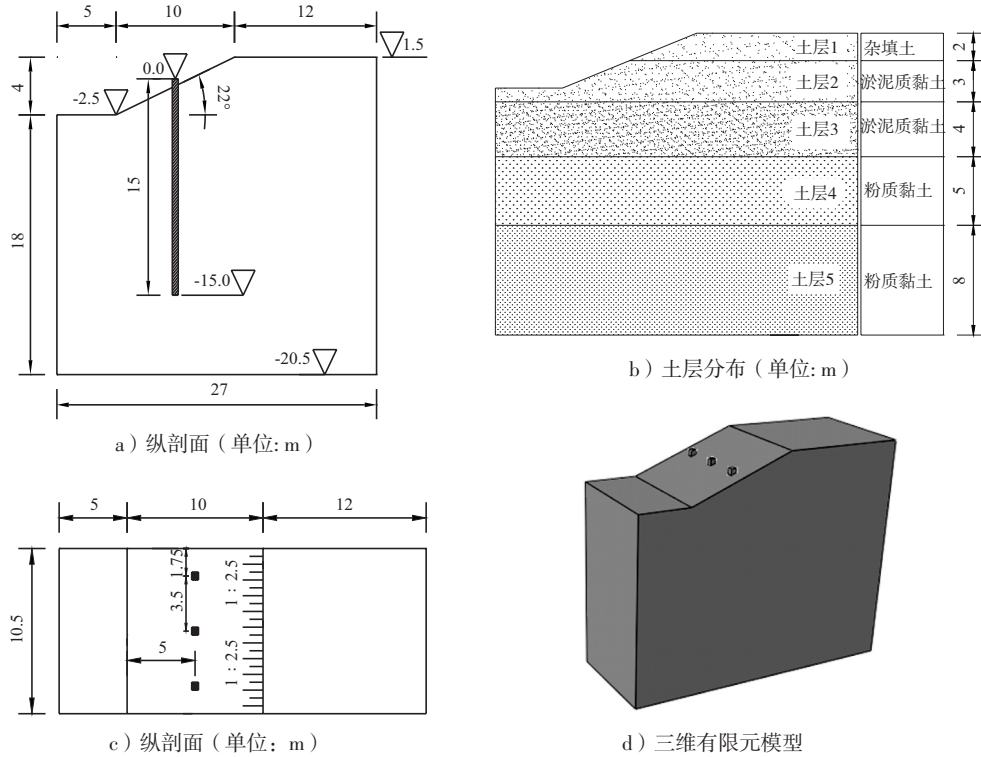 5
10
12
1.5
0.0
4
-2.5
22°
15
18
-15.0
-20.5
27
a）纵剖面（单位: m）
土层1
杂填土
2
土层2
淤泥质黏土
3
土层3
淤泥质黏土
4
土层4
粉质黏土
5
土层5
粉质黏土
8
b）土层分布（单位: m）
5
10
12
1.75
1：2.5
3.5
10.5
5
1：2.5
c）纵剖面（单位：m）
d）三维有限元模型